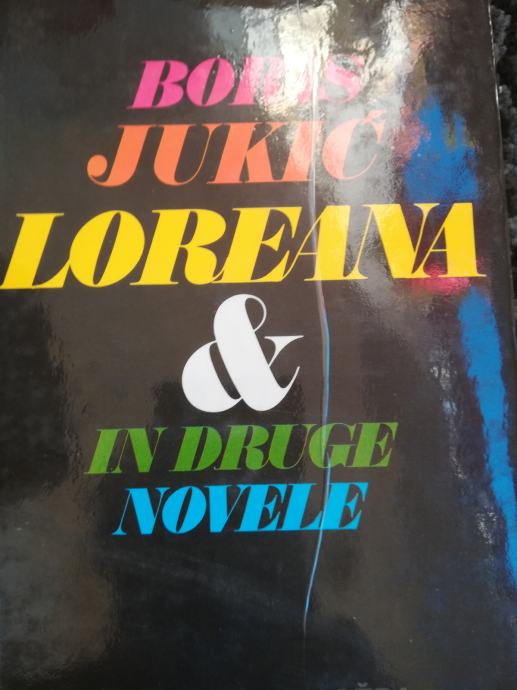 BORIS
JUKIĆ
LOREANA
&
IN DRUGE
NOVELE